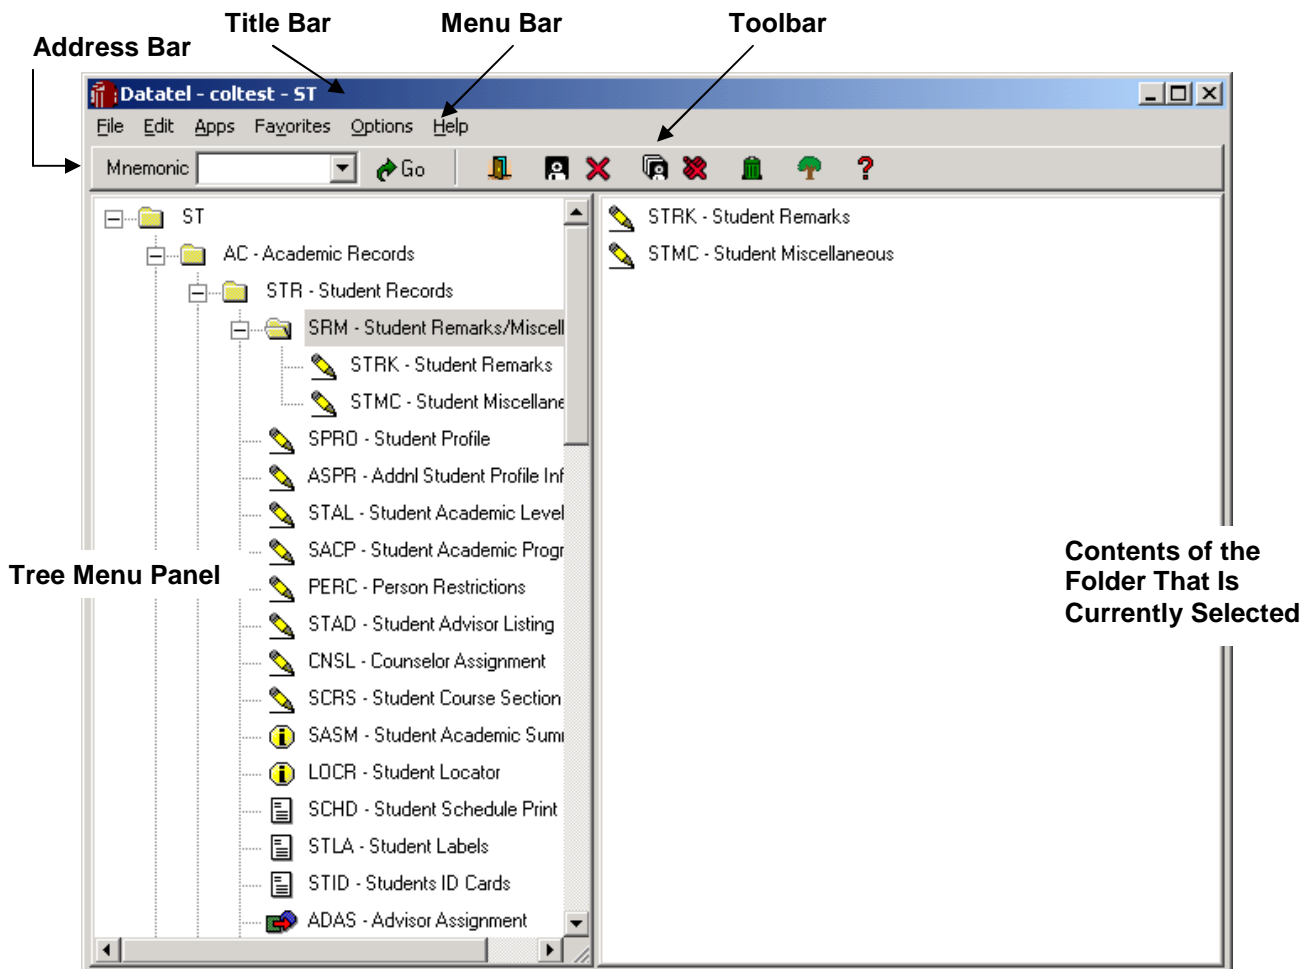 Title Bar
Menu Bar
Toolbar
Address Bar
Datatel - coltest - ST
File Edit Apps Favorites Options Help
Mnemonic Go
ST
AC - Academic Records
STR - Student Records
SRM - Student Remarks/Miscell
STRK - Student Remarks
STMC - Student Miscellane
SPRO - Student Profile
ASPR - Addnl Student Profile Inf
STAL - Student Academic Level
SACP - Student Academic Progr
PERC - Person Restrictions
STAD - Student Advisor Listing
CNSL - Counselor Assignment
SCRS - Student Course Section
SASM - Student Academic Summ
LOCR - Student Locator
SCHD - Student Schedule Print
STLA - Student Labels
STID - Students ID Cards
ADAS - Advisor Assignment
Tree Menu Panel
STRK - Student Remarks
STMC - Student Miscellaneous
Contents of the
Folder That Is
Currently Selected